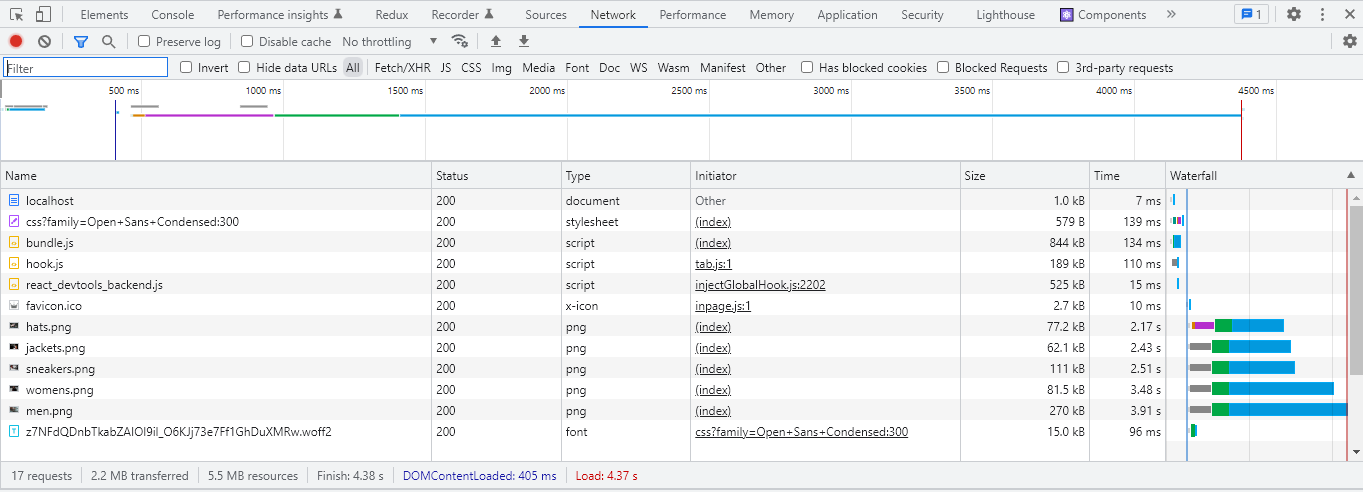 Elements Console Performance insights Redux Recorder Sources Network Performance Memory Application Security Lighthouse Components » 1
Preserve log Disable cache No throttling
Filter Invert Hide data URLs All Fetch/XHR JS CSS Img Media Font Doc WS Wasm Manifest Other Has blocked cookies Blocked Requests 3rd-party requests
500 ms 1000 ms 1500 ms 2000 ms 2500 ms 3000 ms 3500 ms 4000 ms 4500 ms
Name Status Type Initiator Size Time Waterfall
localhost 200 document Other 1.0 kB 7 ms
css?family=Open+Sans+Condensed:300 200 stylesheet (index) 579 B 139 ms
bundle.js 200 script (index) 844 kB 134 ms
hook.js 200 script tab.js:1 189 kB 110 ms
react_devtools_backend.js 200 script injectGlobalHook.js:2202 525 kB 15 ms
favicon.ico 200 x-icon inpage.js:1 2.7 kB 10 ms
hats.png 200 png (index) 77.2 kB 2.17 s
jackets.png 200 png (index) 62.1 kB 2.43 s
sneakers.png 200 png (index) 111 kB 2.51 s
womens.png 200 png (index) 81.5 kB 3.48 s
men.png 200 png (index) 270 kB 3.91 s
z7NFdQDnbTkabZAIOl9il_O6KJj73e7Ff1GhDuXMRw.woff2 200 font css?family=Open+Sans+Condensed:300 15.0 kB 96 ms
17 requests 2.2 MB transferred 5.5 MB resources Finish: 4.38 s DOMContentLoaded: 405 ms Load: 4.37 s